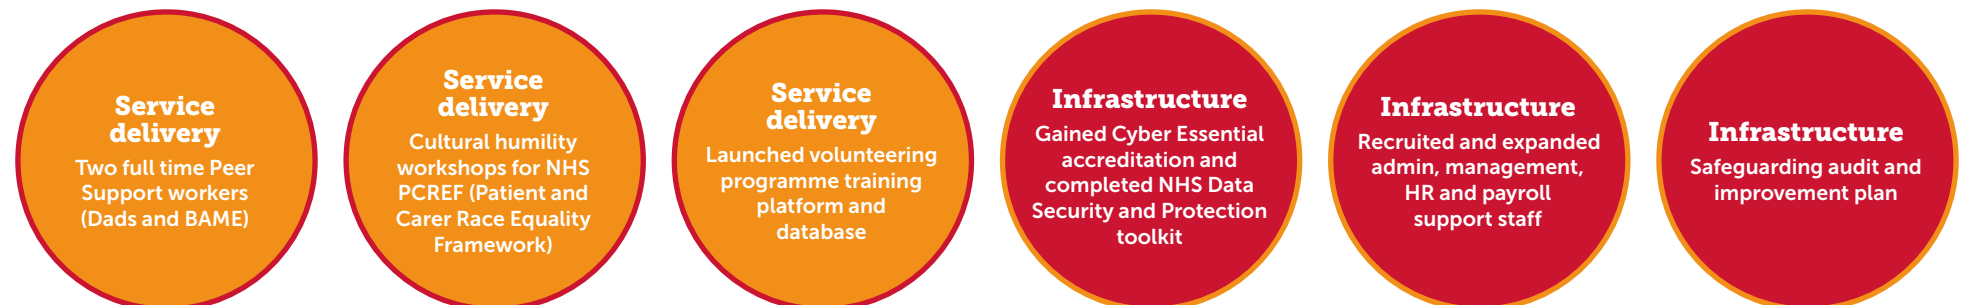 Service
delivery
Two full time Peer
Support workers
(Dads and BAME)
Service
delivery
Cultural humility
workshops for NHS
PCREF (Patient and
Carer Race Equality
Framework)
Service
delivery
Launched volunteering
programme training
platform and
database
Infrastructure
Gained Cyber Essential
accreditation and
completed NHS Data
Security and Protection
toolkit
Infrastructure
Recruited and expanded
admin, management,
HR and payroll
support staff
Infrastructure
Safeguarding audit and
improvement plan